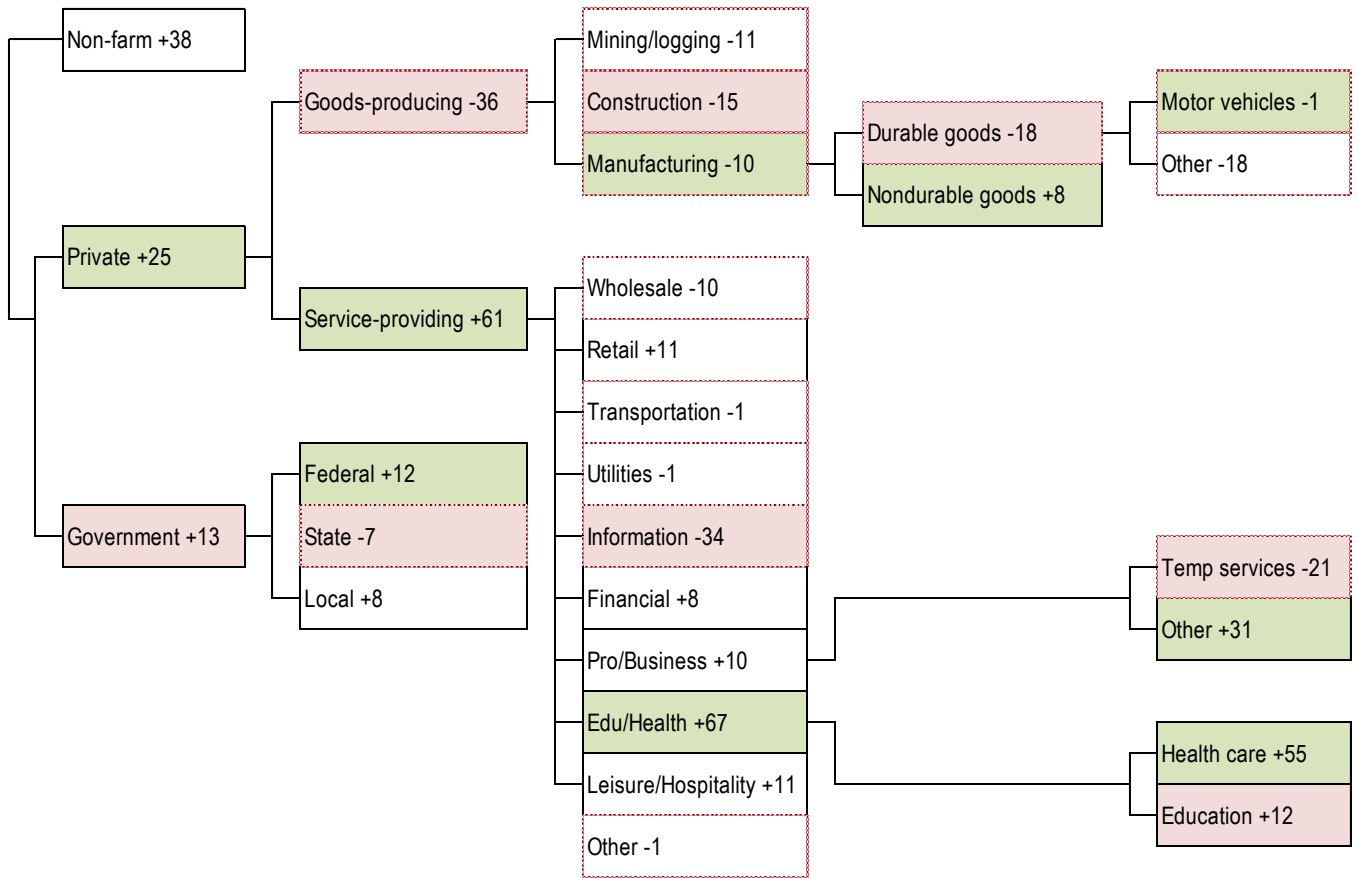 Non-farm +38
Private +25
Government +13
Goods-producing -36
Service-providing +61
Federal +12
State -7
Local +8
Mining/logging -11
Construction -15
Manufacturing -10
Wholesale -10
Retail +11
Transportation -1
Utilities -1
Information -34
Financial +8
Pro/Business +10
Edu/Health +67
Leisure/Hospitality +11
Other -1
Durable goods -18
Nondurable goods +8
Motor vehicles -1
Other -18
Temp services -21
Other +31
Health care +55
Education +12